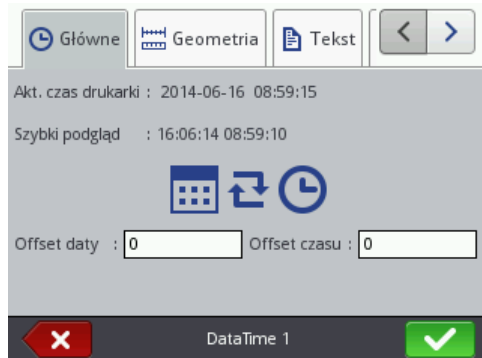 Główne Geometria Tekst
Akt. czas drukarki : 2014-06-16 08:59:15
Szybki podgląd : 16:06:14 08:59:10
Offset daty : 0 Offset czasu : 0
DataTime 1